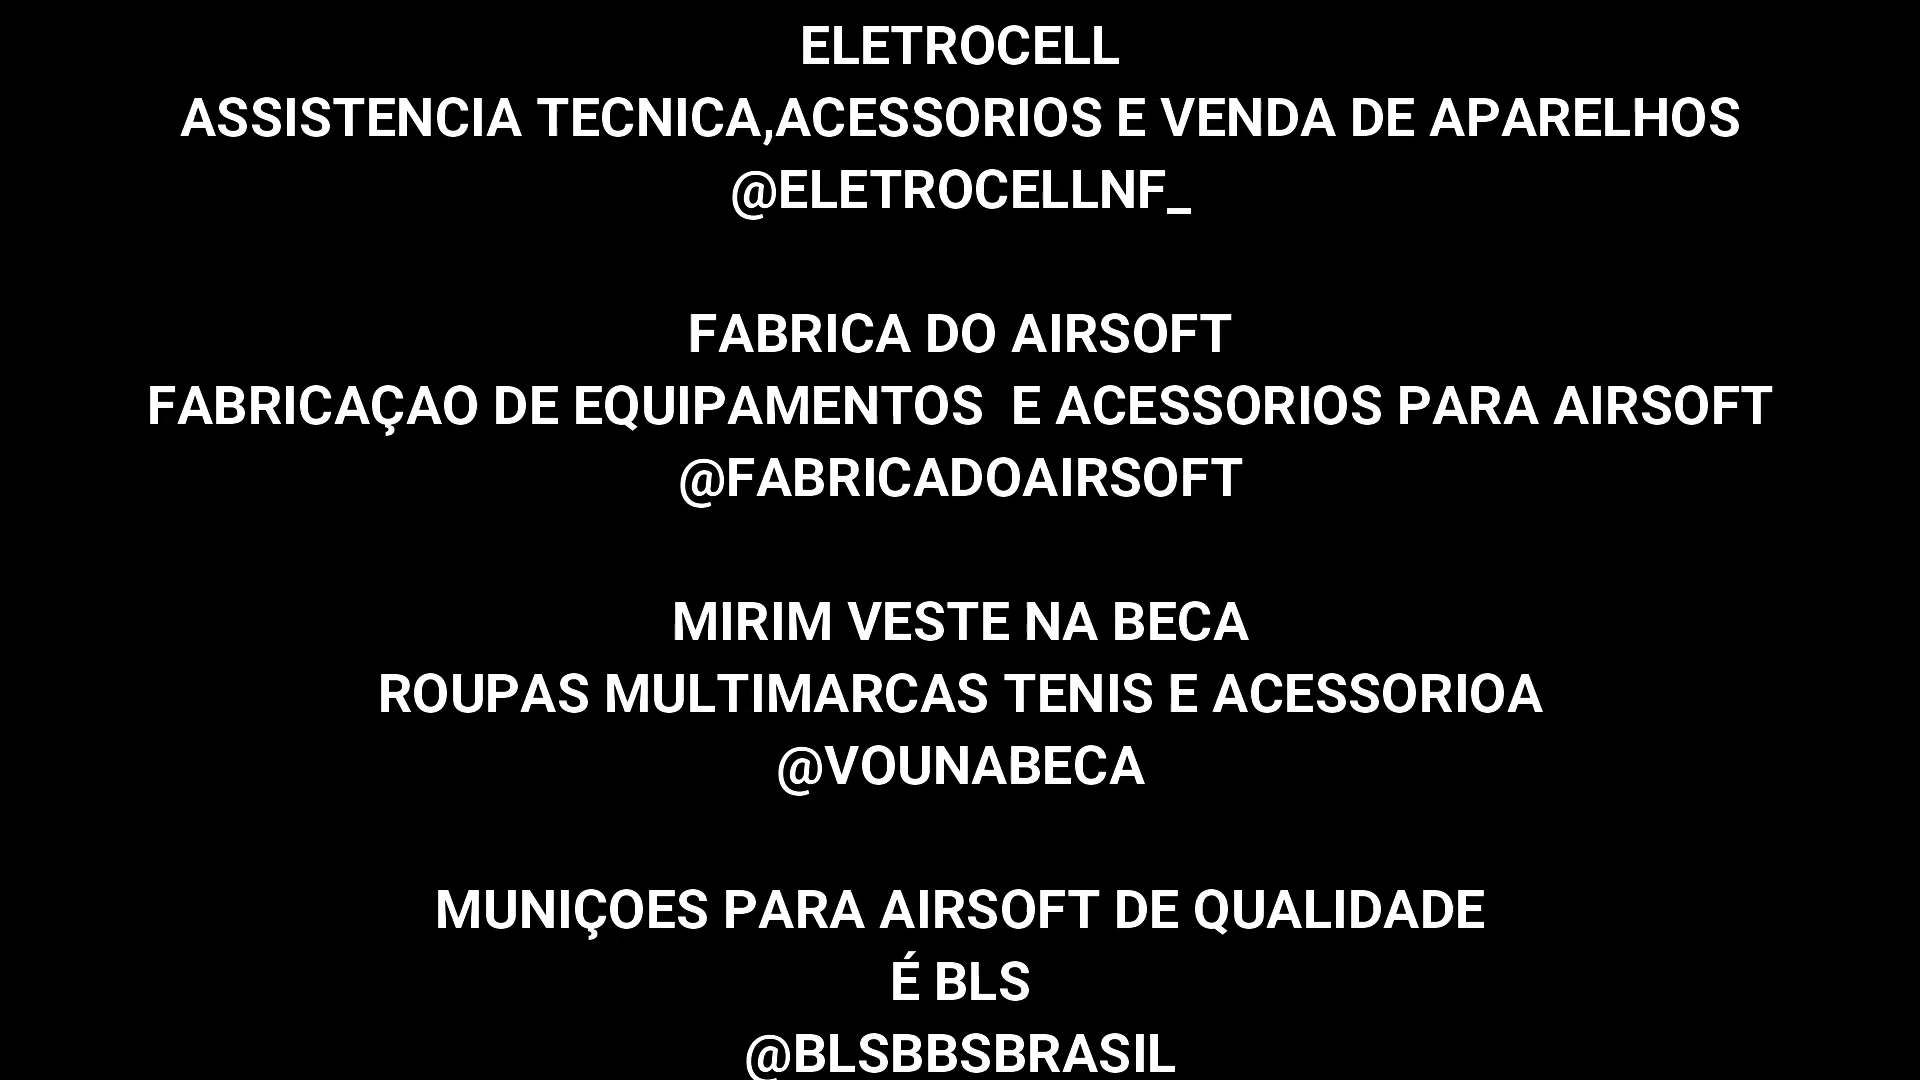 ELETROCELL
ASSISTENCIA TECNICA,ACESSORIOS E VENDA DE APARELHOS
@ELETROCELLNF_
FABRICA DO AIRSOFT
FABRICAÇAO DE EQUIPAMENTOS  E ACESSORIOS PARA AIRSOFT
@FABRICADOAIRSOFT
MIRIM VESTE NA BECA
ROUPAS MULTIMARCAS TENIS E ACESSORIOA
@VOUNABECA
MUNIÇOES PARA AIRSOFT DE QUALIDADE
É BLS
@BLSBBSBRASIL